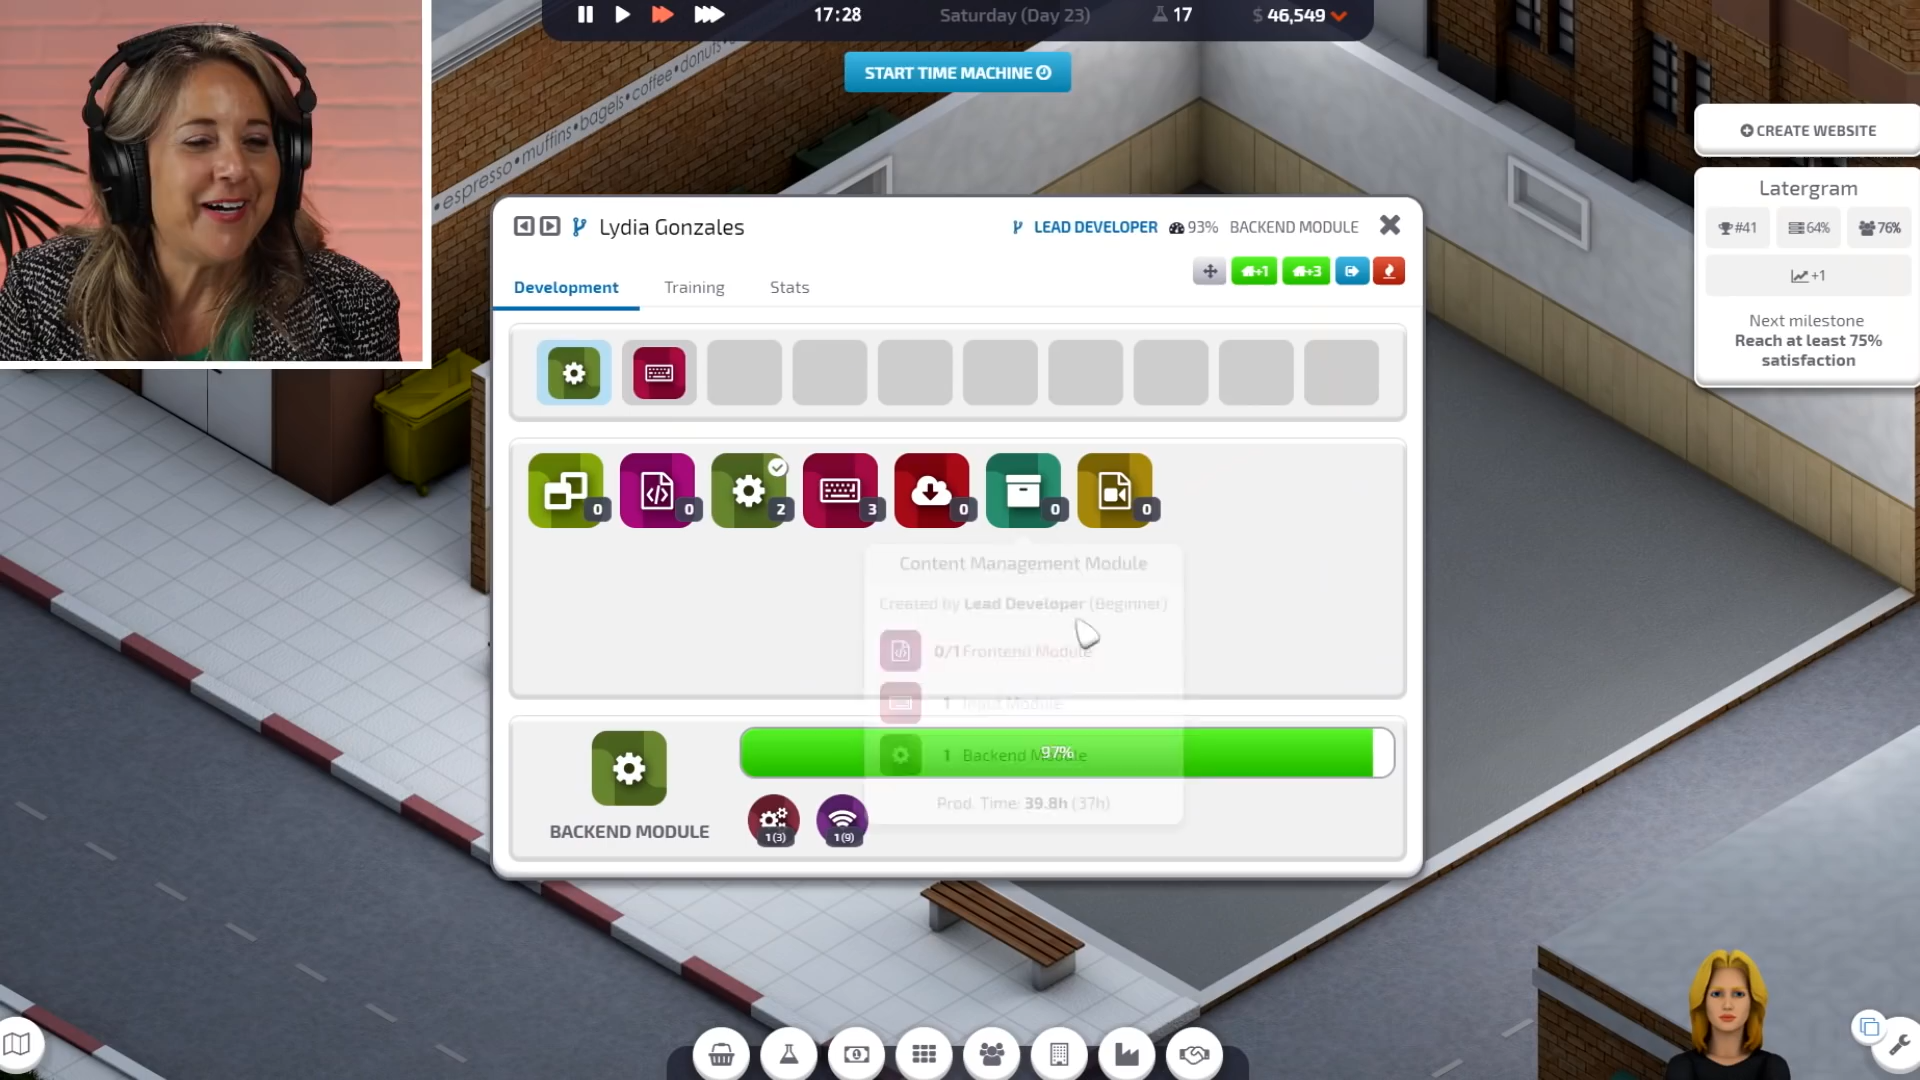 17:28
Saturday (Day 23)
17
$ 46,549
START TIME MACHINE
•espresso•muffins•bagels•coffee•donuts•
CREATE WEBSITE
Latergram
#41
64%
76%
+1
Next milestone
Reach at least 75%
satisfaction
Lydia Gonzales
LEAD DEVELOPER
93%
BACKEND MODULE
+1
+3
Development
Training
Stats
0
0
2
3
0
0
0
Content Management Module
Created by Lead Developer (Beginner)
0/1 Frontend Module
1 Input Module
1 Backend Module
97%
Prod. Time: 39.8h (37h)
BACKEND MODULE
1(3)
1(9)